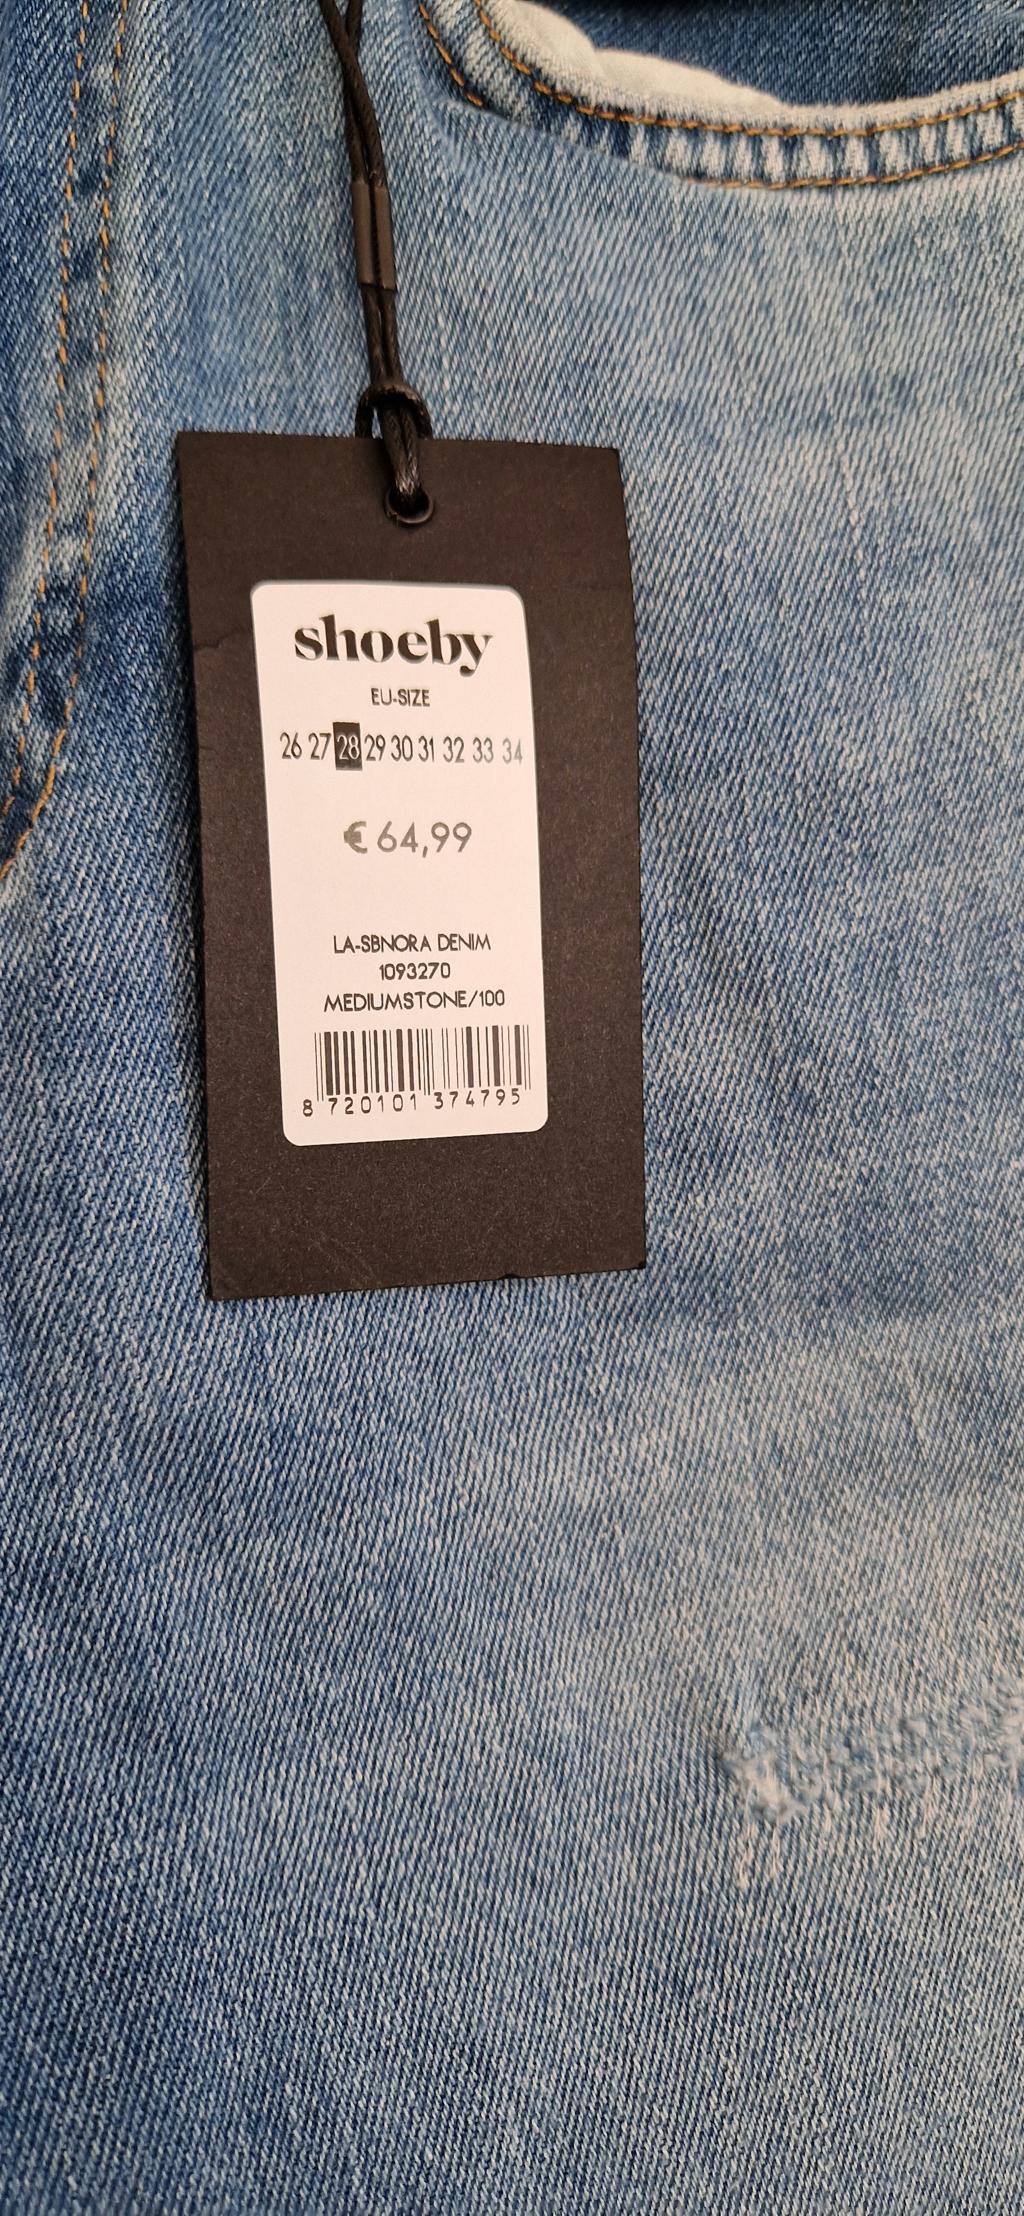 shoeby
EU-SIZE
26 27 28 29 30 31 32 33 34
€ 64,99
LA-SBNORA DENIM
1093270
MEDIUMSTONE/100
8 720101 374795